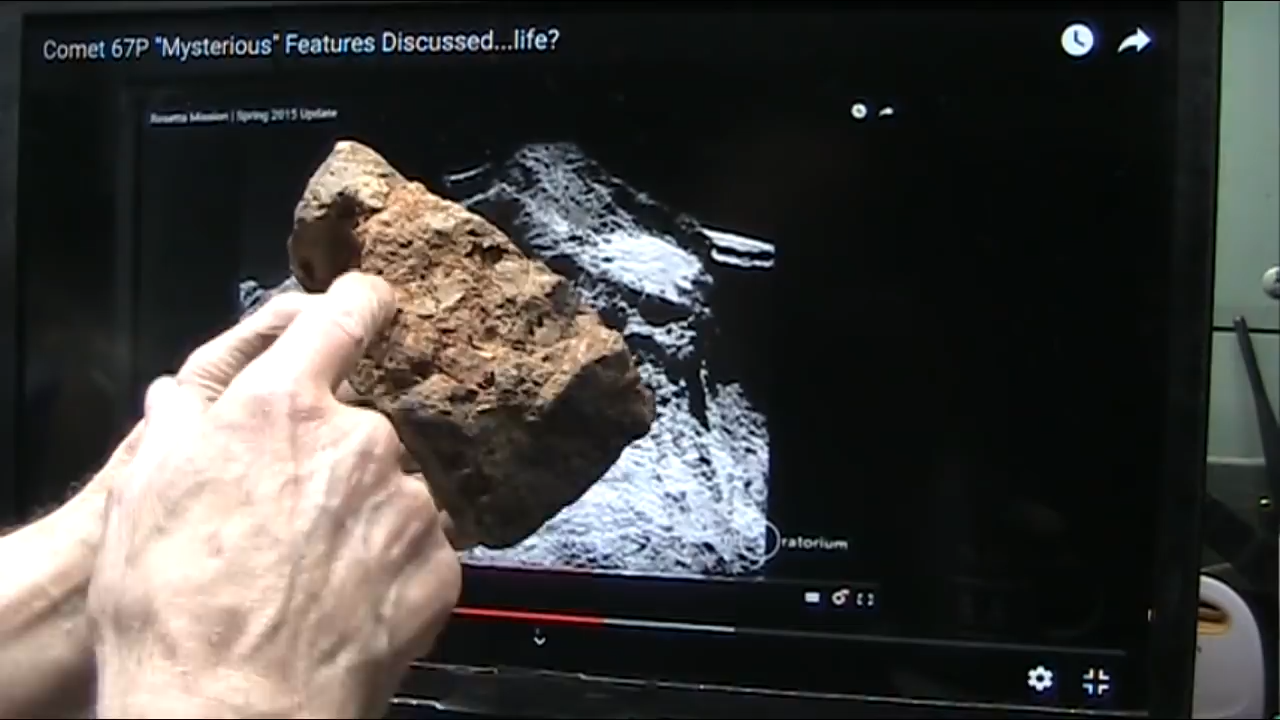 Comet 67P "Mysterious" Features Discussed...life?
Rosetta Mission | Spring 2015 Update
ratorium